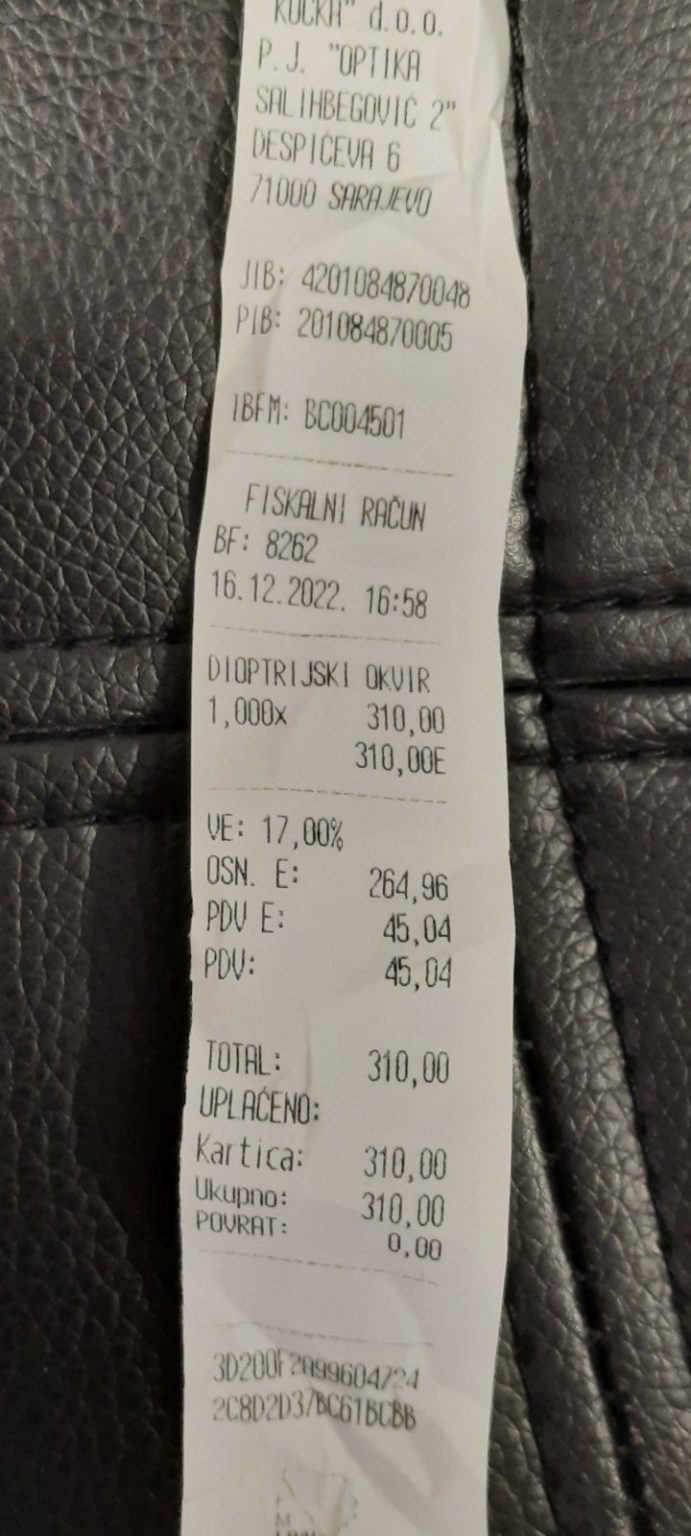 KUĆKA" d.o.o.
P.J. "OPTIKA
SALIHBEGOVIĆ 2"
DESPIĆEVA 6
71000 SARAJEVO
JIB: 4201084870048
PIB: 201084870005
IBFM: BC004501
FISKALNI RAČUN
BF: 8262
16.12.2022. 16:58
DIOPTRIJSKI OKVIR
1,000x 310,00
310,00E
VE: 17,00%
OSN. E: 264,96
PDV E: 45,04
PDV: 45,04
TOTAL: 310,00
UPLAĆENO:
Kartica: 310,00
Ukupno: 310,00
POVRAT: 0,00
3D200F2A99604724
2C8D2D37BC61BCBB